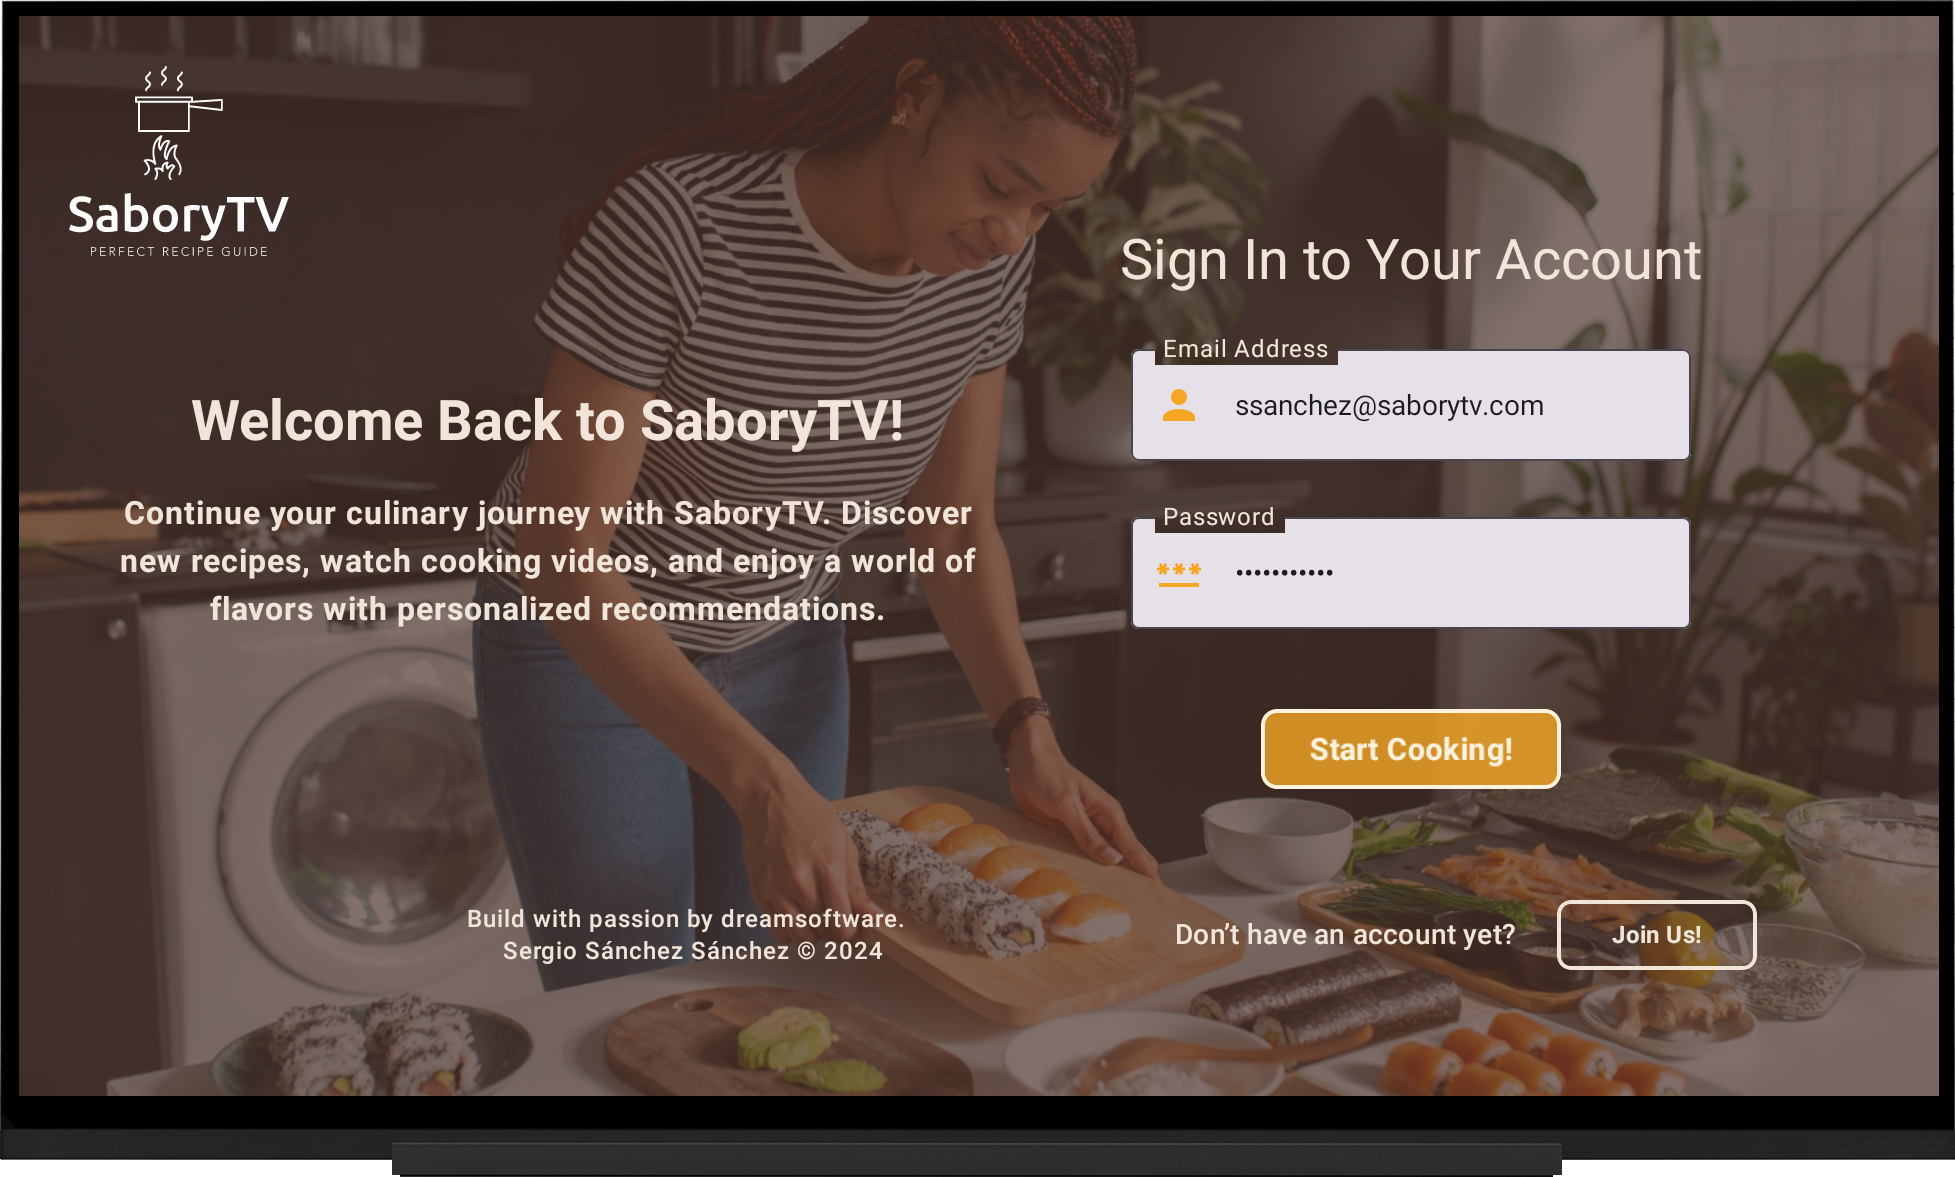 SaboryTV
PERFECT RECIPE GUIDE
Welcome Back to SaboryTV!
Continue your culinary journey with SaboryTV. Discover
new recipes, watch cooking videos, and enjoy a world of
flavors with personalized recommendations.
Build with passion by dreamsoftware.
Sergio Sánchez Sánchez © 2024
Sign In to Your Account
Email Address
ssanchez@saborytv.com
Password
***
•••••••••••
Start Cooking!
Don’t have an account yet?
Join Us!